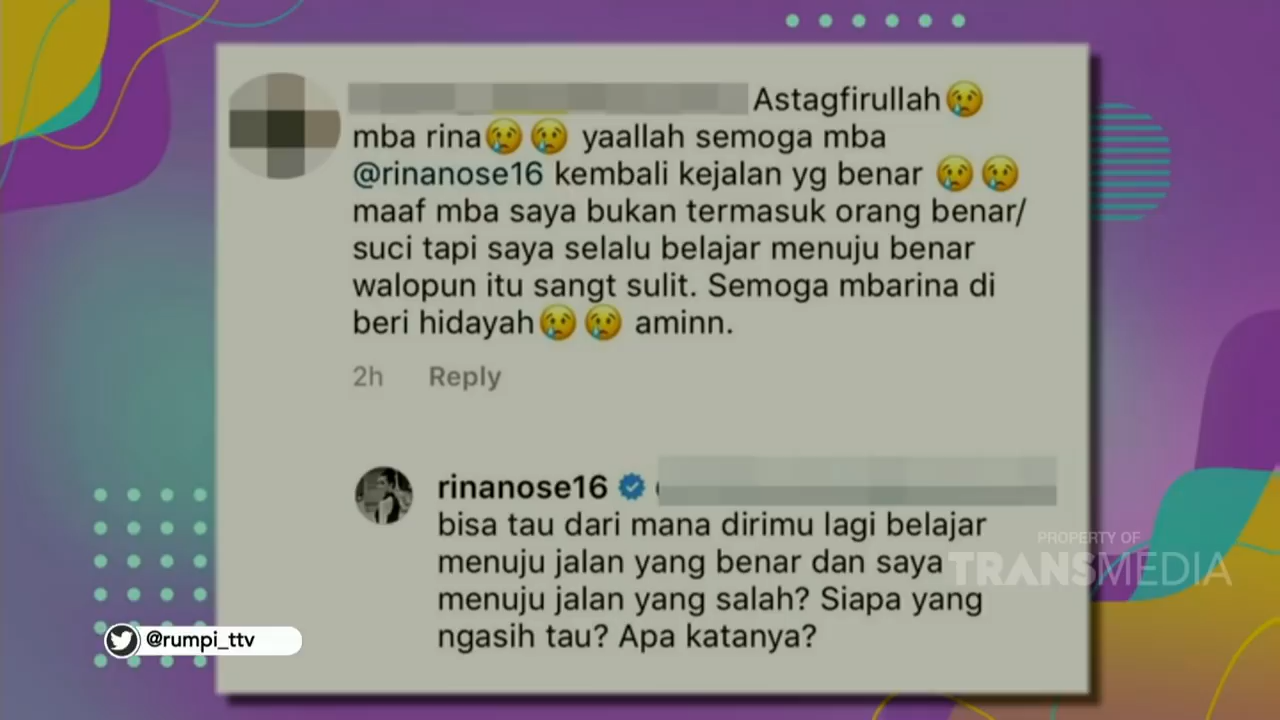 Astagfirullah😢
mba rina😢😢 yaallah semoga mba
@rinanose16 kembali kejalan yg benar 😢😢
maaf mba saya bukan termasuk orang benar/
suci tapi saya selalu belajar menuju benar
walopun itu sangt sulit. Semoga mbarina di
beri hidayah😢😢 aminn.
2h Reply
rinanose16
bisa tau dari mana dirimu lagi belajar
menuju jalan yang benar dan saya
menuju jalan yang salah? Siapa yang
ngasih tau? Apa katanya?
PROPERTY OF
TRANSMEDIA
@rumpi_ttv